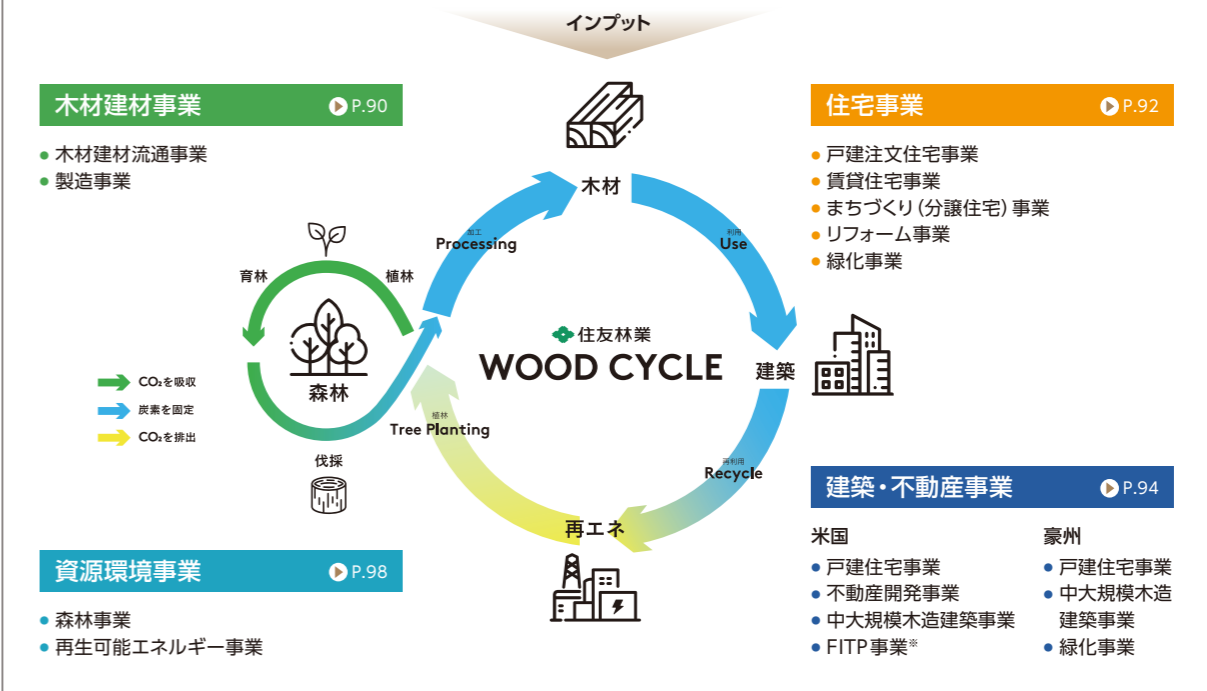 インプット
木材建材事業 P.90
木材建材流通事業
製造事業
住宅事業 P.92
戸建注文住宅事業
賃貸住宅事業
まちづくり（分譲住宅）事業
リフォーム事業
緑化事業
木材
加工
Processing
利用
Use
育林
植林
森林
伐採
CO₂を吸収
炭素を固定
CO₂を排出
住友林業
WOOD CYCLE
建築
植林
Tree Planting
再利用
Recycle
再エネ
資源環境事業 P.98
森林事業
再生可能エネルギー事業
建築・不動産事業 P.94
米国
戸建住宅事業
不動産開発事業
中大規模木造建築事業
FITP事業※
豪州
戸建住宅事業
中大規模木造
建築事業
緑化事業